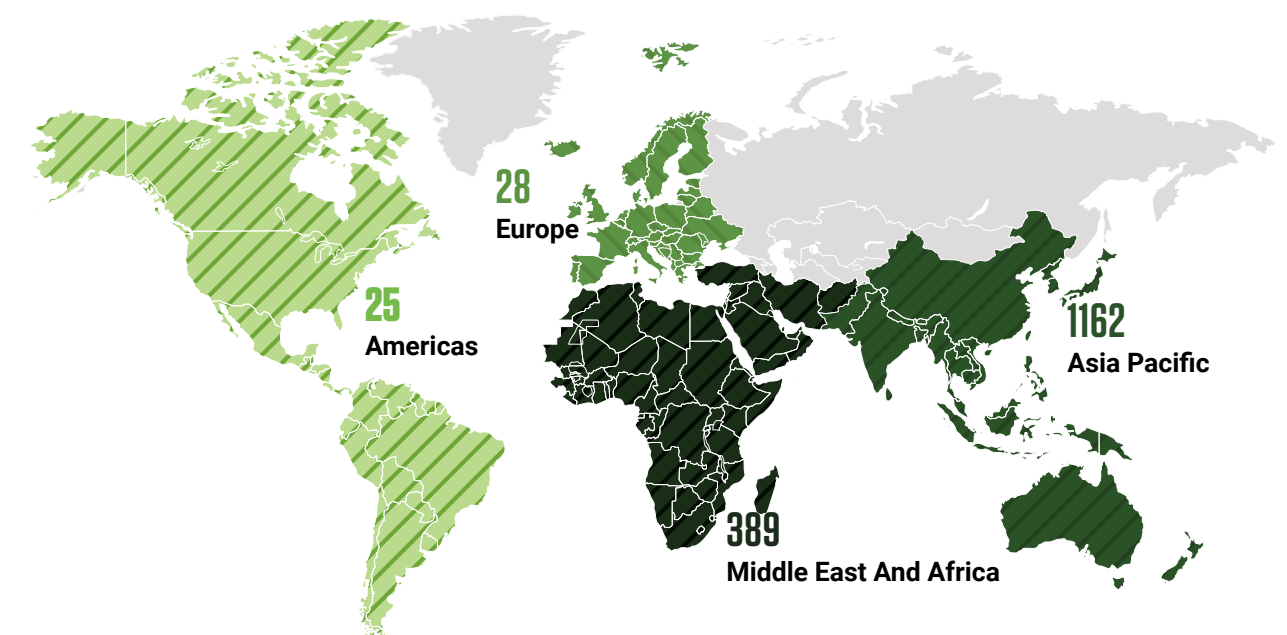 28
Europe
25
Americas
1162
Asia Pacific
389
Middle East And Africa